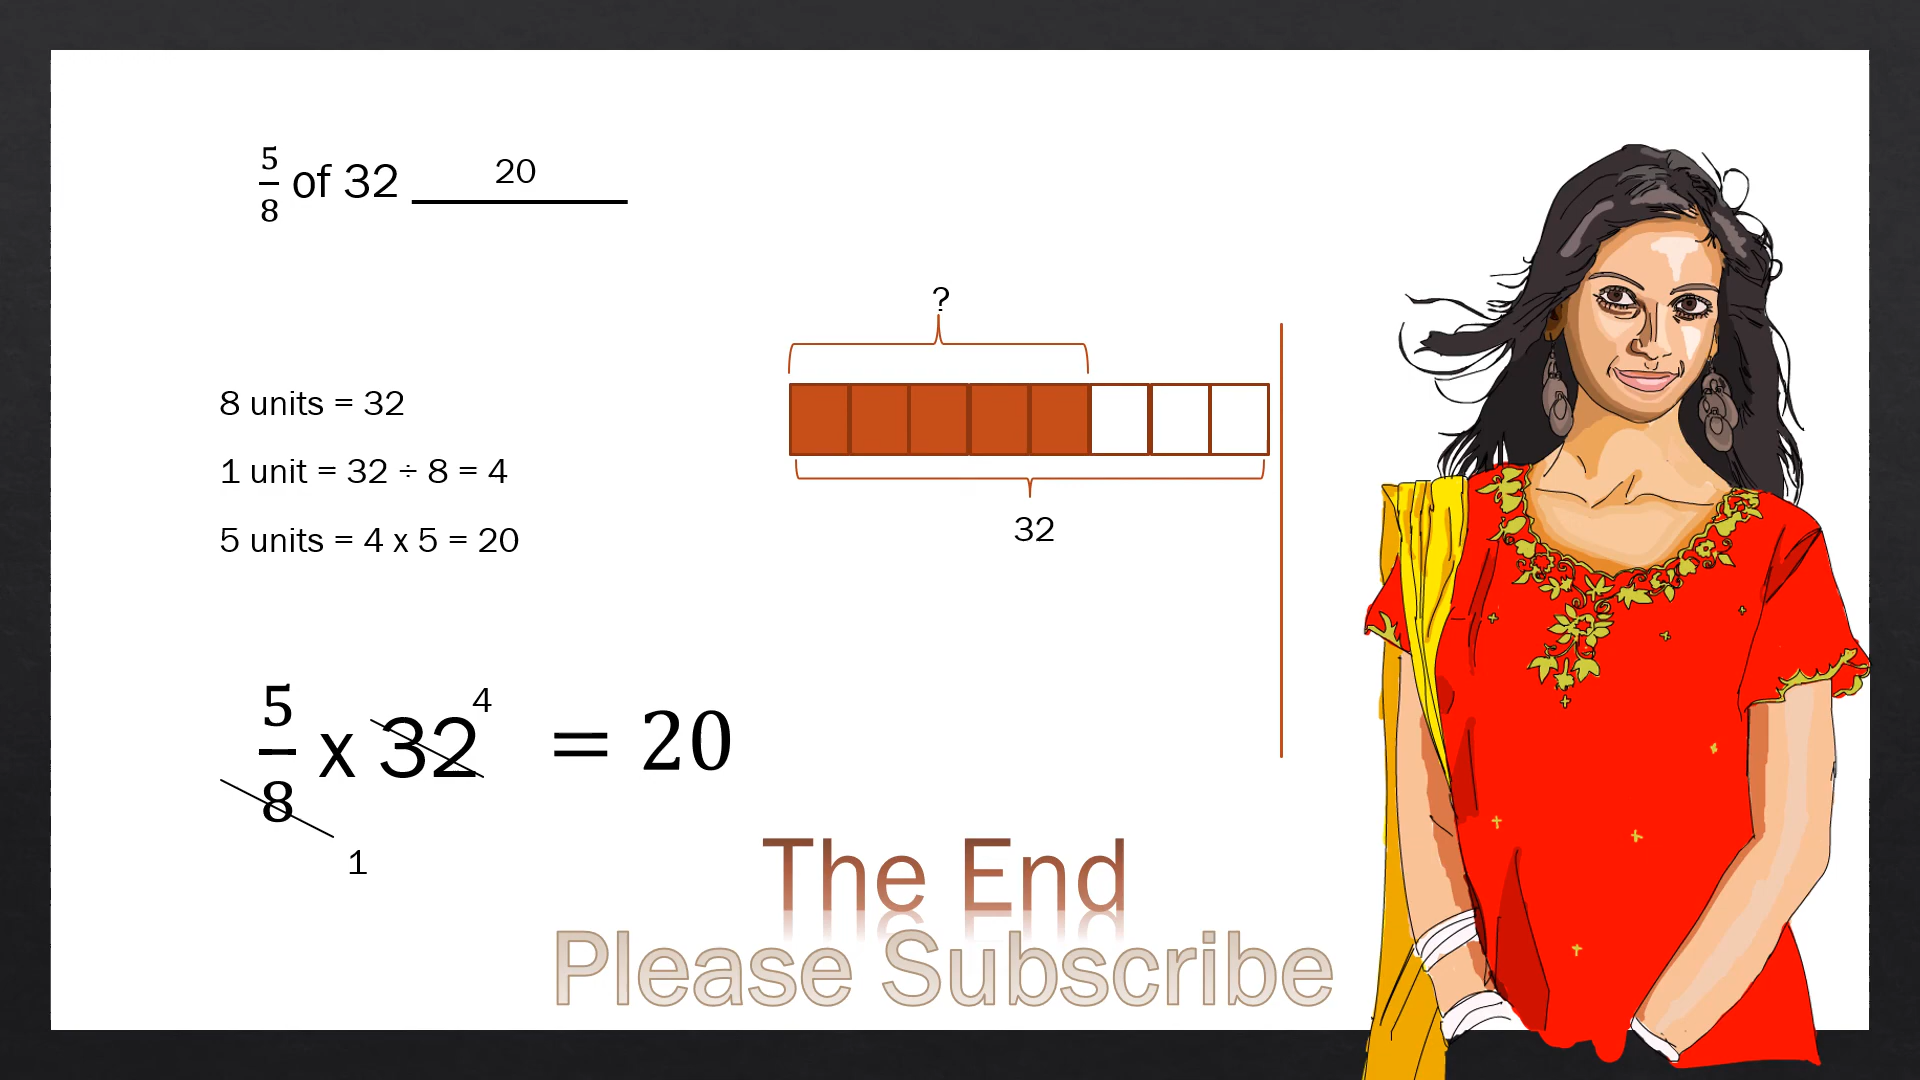 5/8 of 32 20
?
8 units = 32
1 unit = 32 ÷ 8 = 4
5 units = 4 x 5 = 20
32
5/8 x 32 = 20
4
1
The End
Please Subscribe